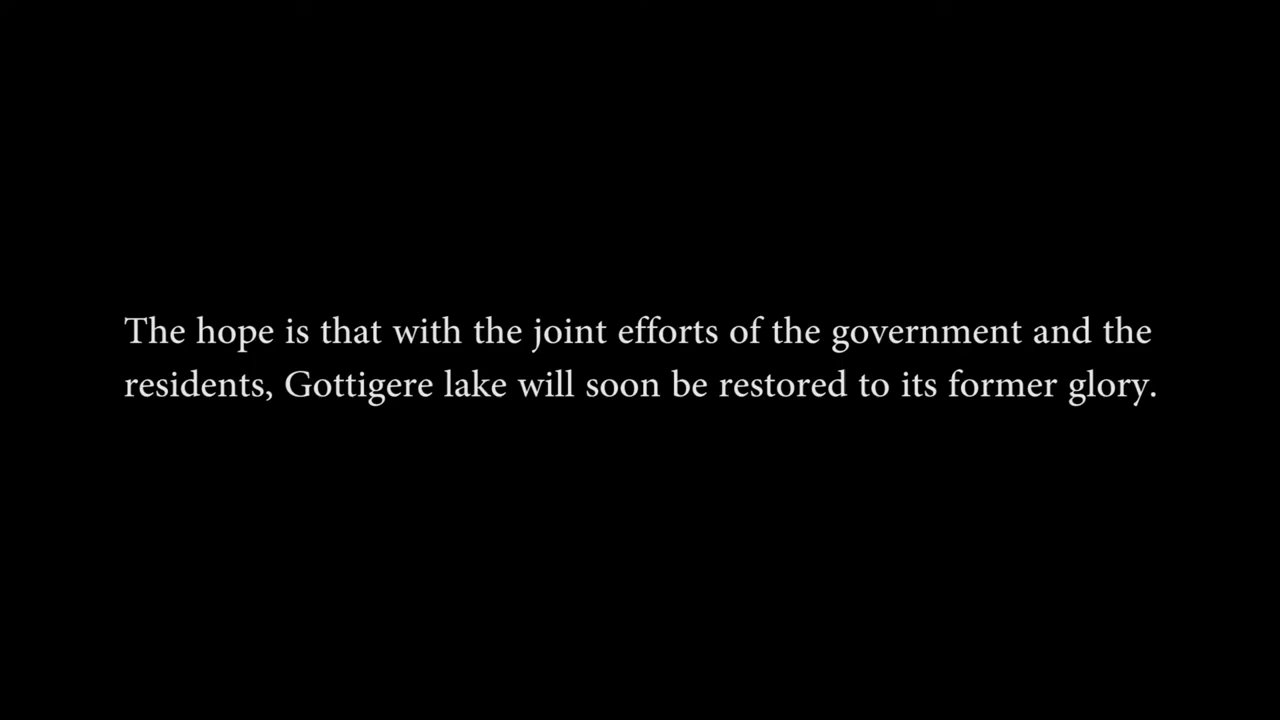 The hope is that with the joint efforts of the government and the
residents, Gottigere lake will soon be restored to its former glory.